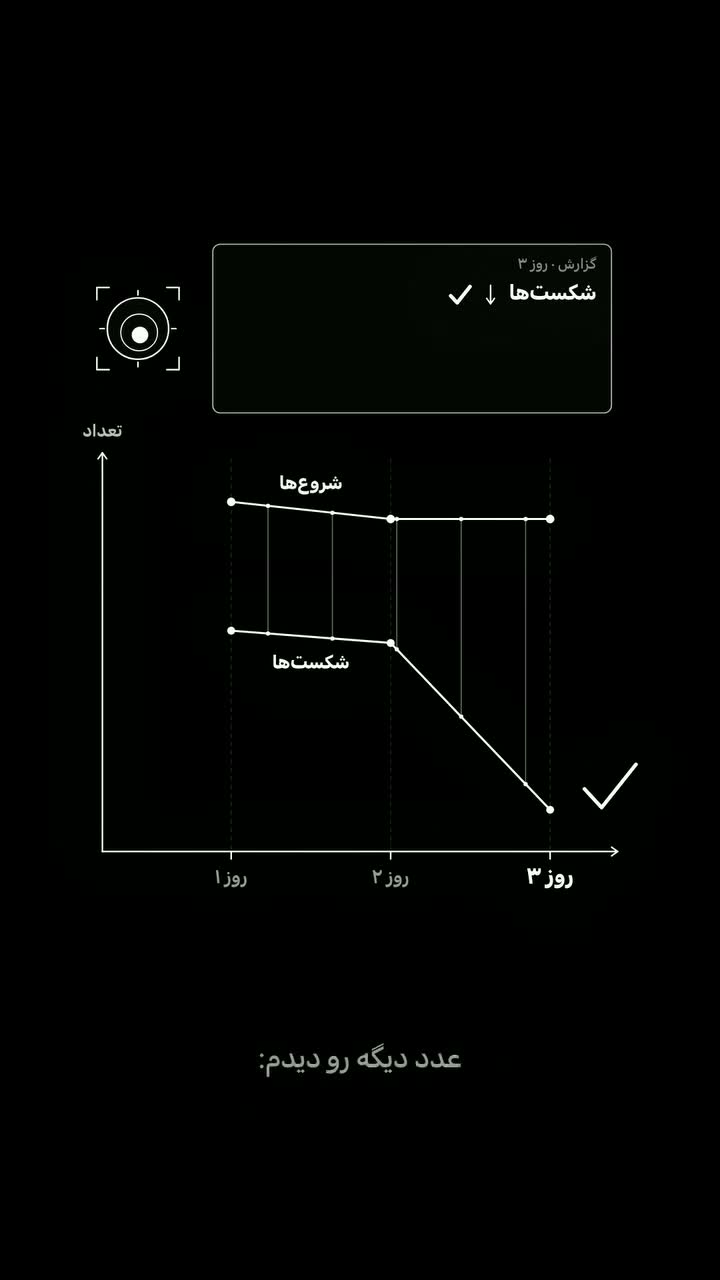 گزارش · روز ۳
شکست‌ها ↓ ✓
تعداد
شروع‌ها
شکست‌ها
روز ۱
روز ۲
روز ۳
عدد دیگه رو دیدم: